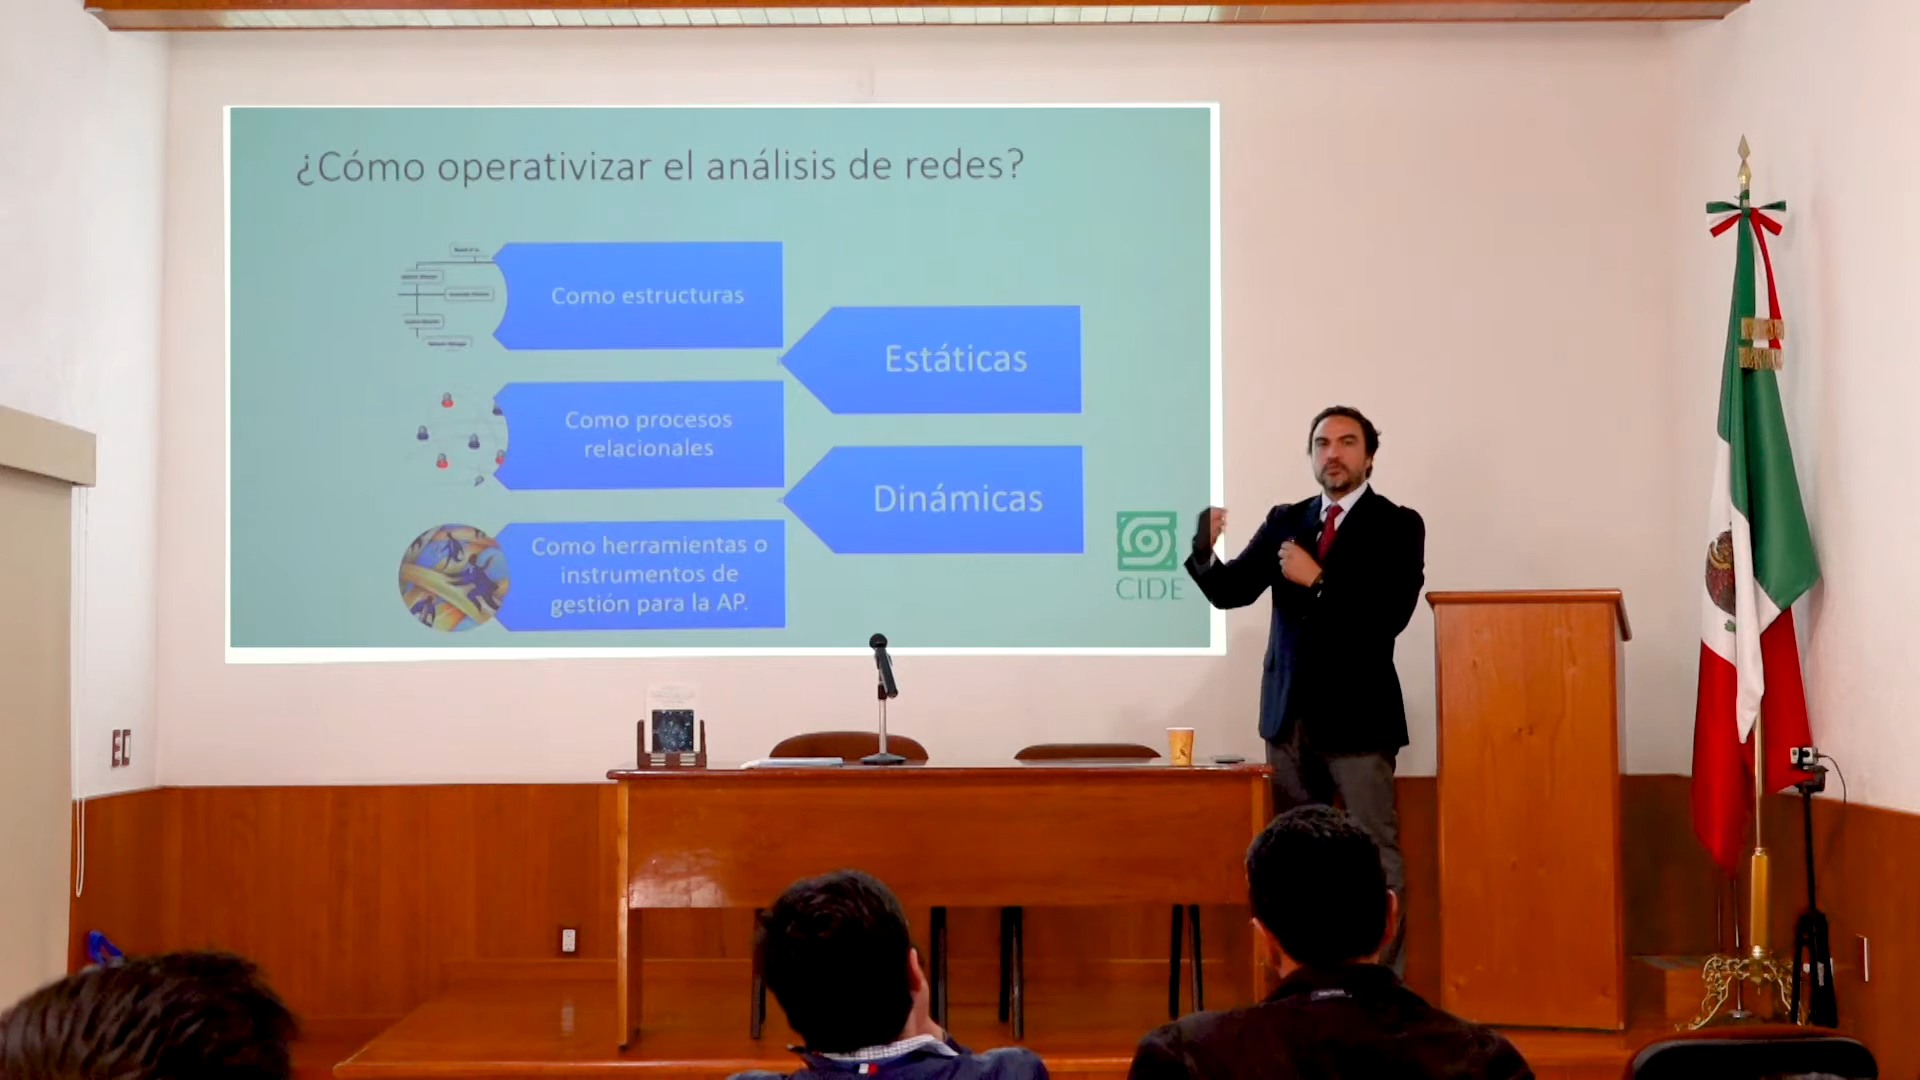 ¿Cómo operativizar el análisis de redes?
Como estructuras
Estáticas
Como procesos
relacionales
Dinámicas
Como herramientas o
instrumentos de
gestión para la AP.
CIDE